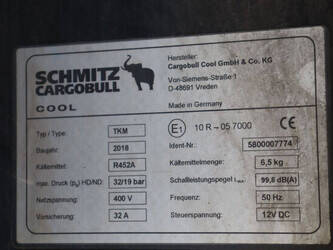 SCHMITZ
CARGOBULL
COOL
Hersteller:
Cargobull Cool GmbH & Co. KG
Von-Siemens-Straße 1
D-48691 Vreden
Made in Germany
Typ / Type: TKM
E1 10 R - 05 7000 CE
Baujahr: 2018
Ident-Nr.: 5800007774
Kältemittel: R452A
Kältemittelmenge: 6,5 kg
max. Druck (ps) HD/ND: 32/19 bar
Schallleistungspegel LWA: 99,8 dB(A)
Netzspannung: 400 V
Frequenz: 50 Hz
Vorsicherung: 32 A
Steuerspannung: 12V DC